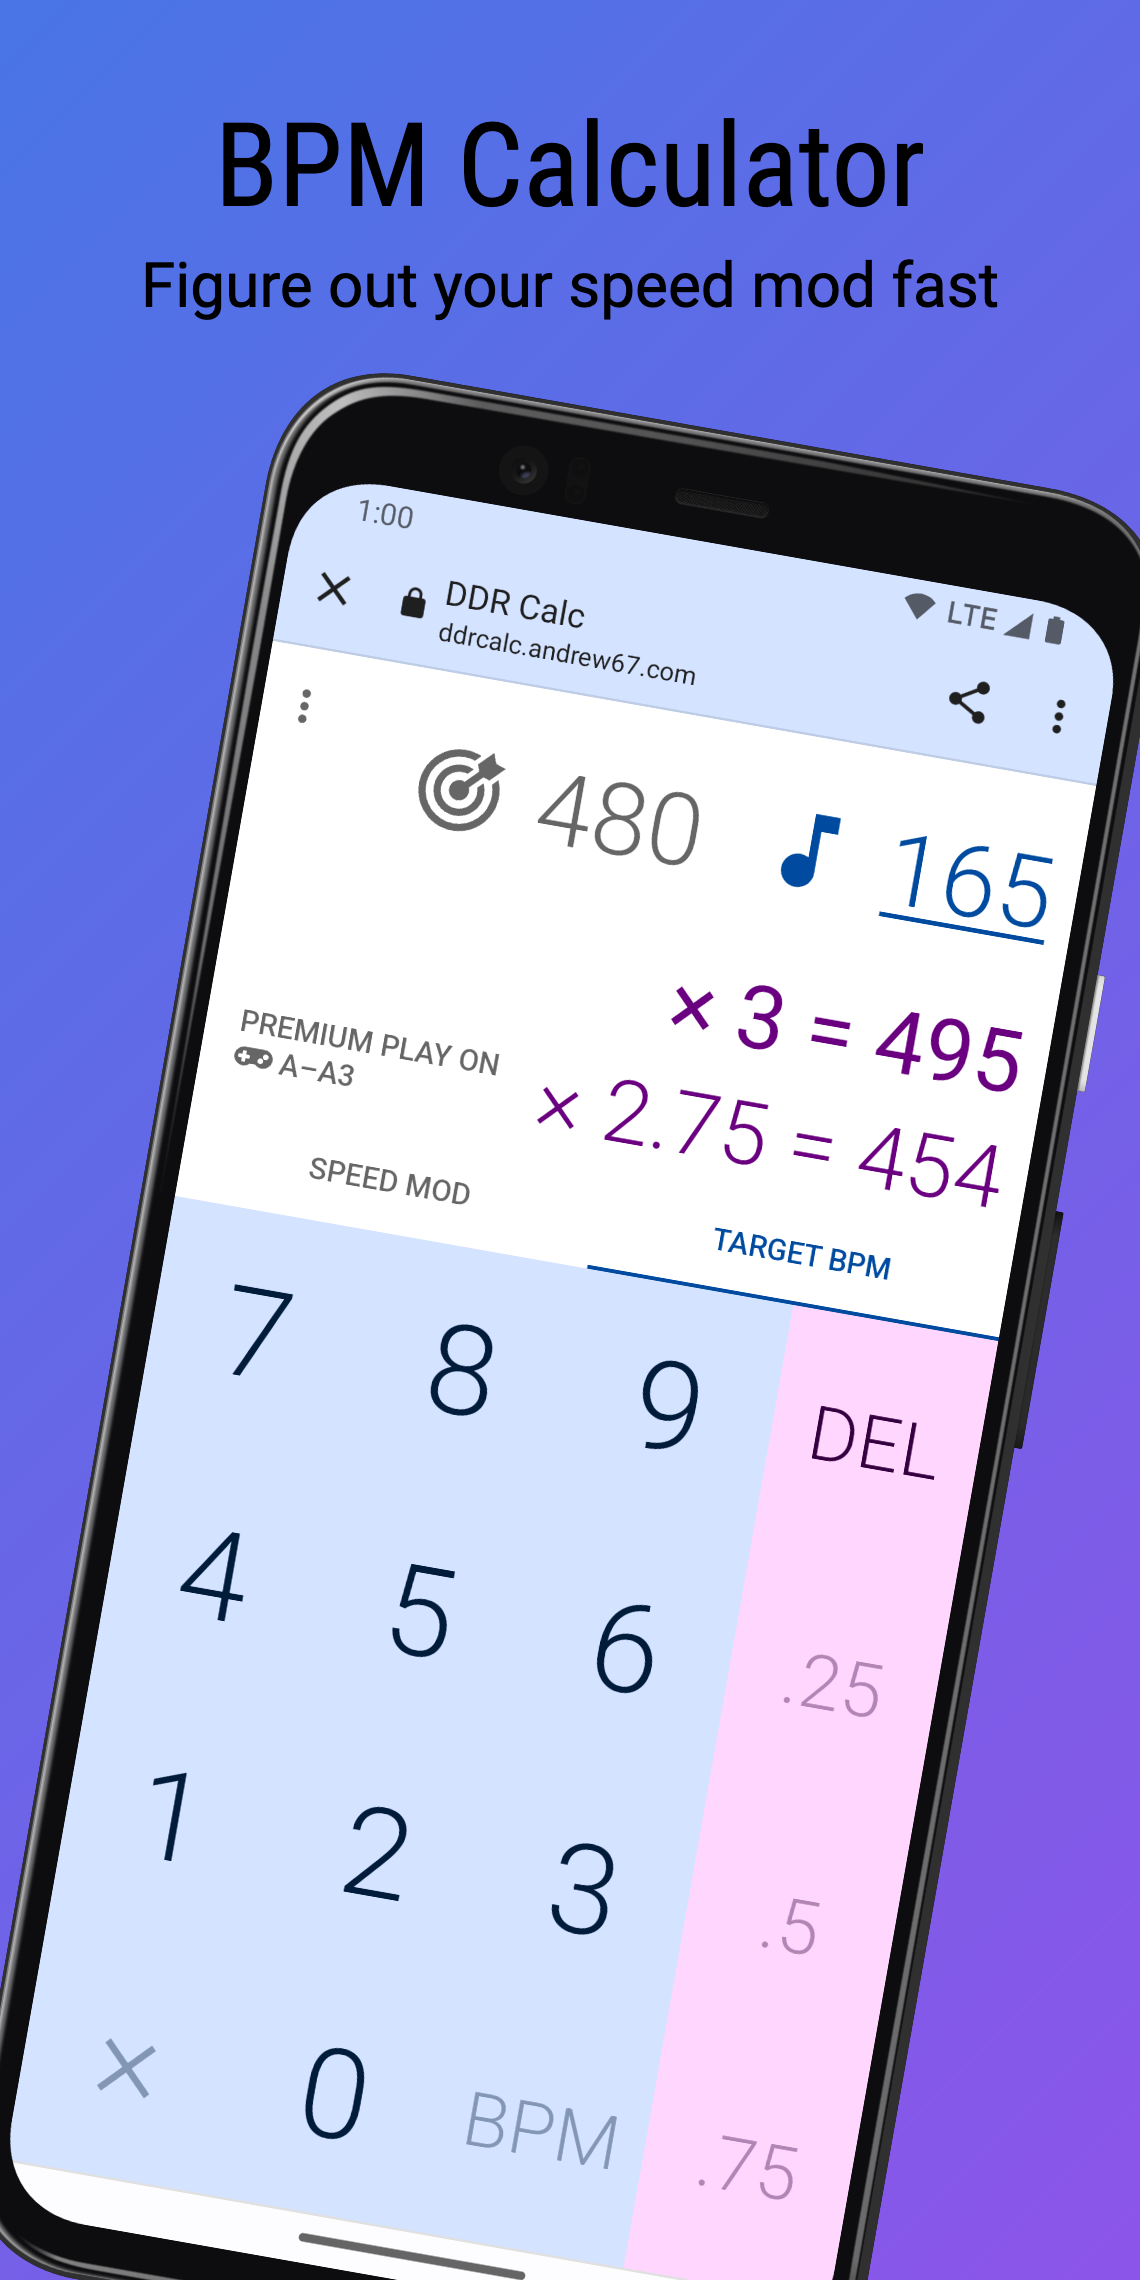 BPM Calculator
Figure out your speed mod fast
1:00
LTE
DDR Calc
ddrcalc.andrew67.com
480
165
× 3 = 495
× 2.75 = 454
PREMIUM PLAY ON
A–A3
SPEED MOD
TARGET BPM
7 8 9 DEL
4 5 6 .25
1 2 3 .5
× 0 BPM .75